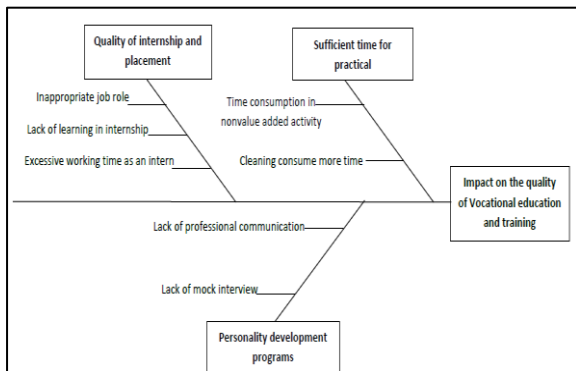 Quality of internship and
placement
Sufficient time for
practical
Inappropriate job role
Lack of learning in internship
Excessive working time as an intern
Time consumption in
nonvalue added activity
Cleaning consume more time
Impact on the quality
of Vocational education
and training
Lack of professional communication
Lack of mock interview
Personality development
programs